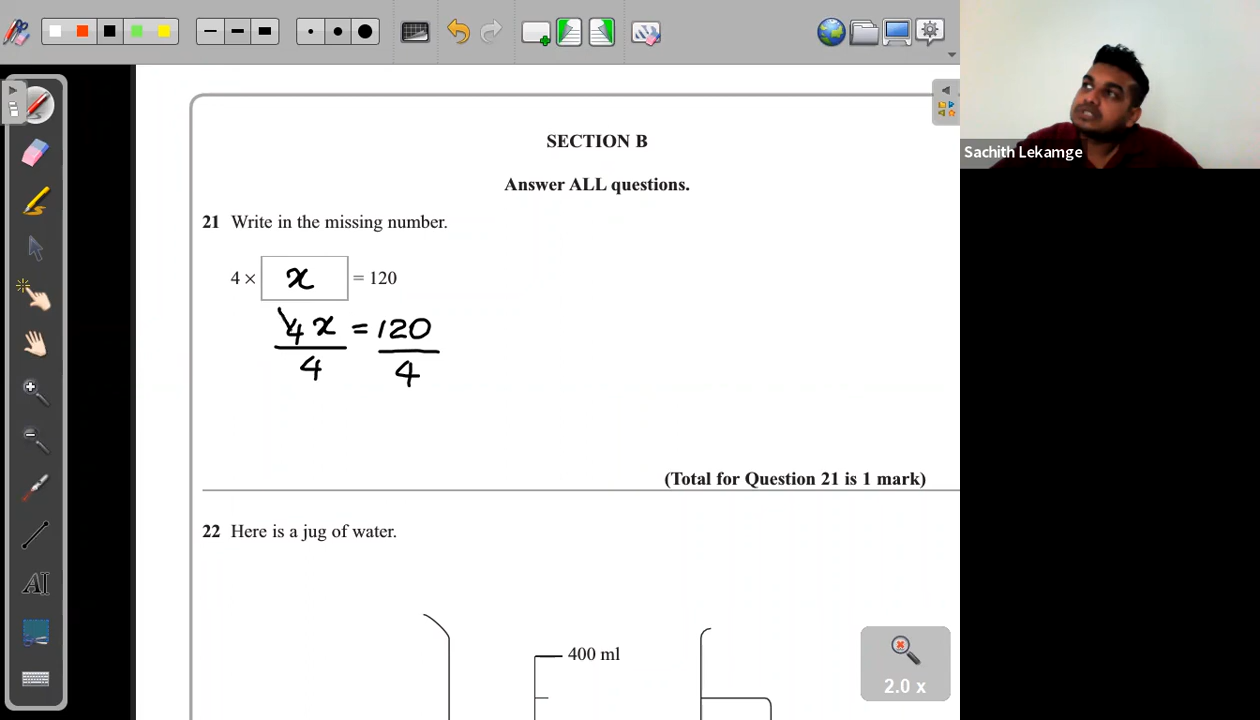 SECTION B
Answer ALL questions.
21 Write in the missing number.
4 × x = 120
4x = 120
4 4
(Total for Question 21 is 1 mark)
22 Here is a jug of water.
400 ml
2.0 x
Sachith Lekamge
AI